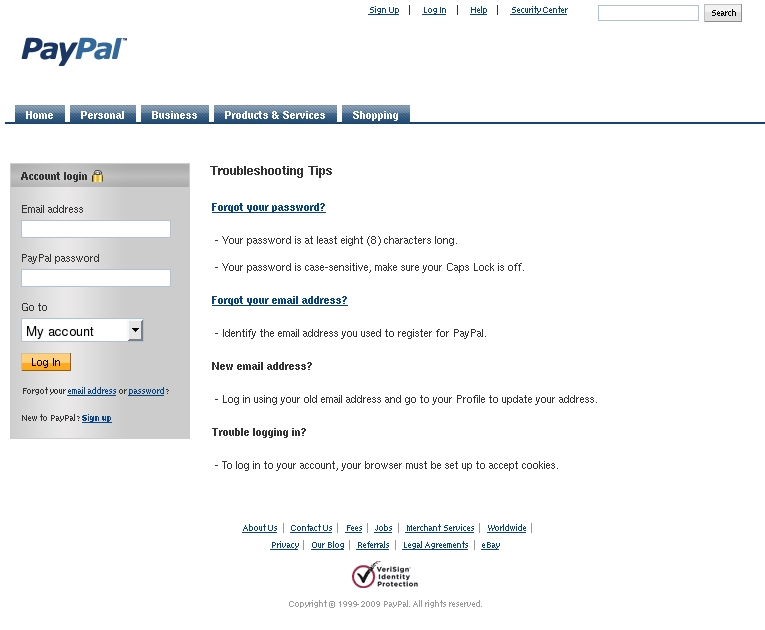 Sign Up | Log In | Help | Security Center Search
PayPal™
Home Personal Business Products & Services Shopping
Account login
Email address
PayPal password
Go to
My account
Log In
Forgot your email address or password?
New to PayPal? Sign up
Troubleshooting Tips
Forgot your password?
- Your password is at least eight (8) characters long.
- Your password is case-sensitive, make sure your Caps Lock is off.
Forgot your email address?
- Identify the email address you used to register for PayPal.
New email address?
- Log in using your old email address and go to your Profile to update your address.
Trouble logging in?
- To log in to your account, your browser must be set up to accept cookies.
About Us | Contact Us | Fees | Jobs | Merchant Services | Worldwide |
Privacy | Our Blog | Referrals | Legal Agreements | eBay
VeriSign
Identity
Protection
Copyright © 1999-2009 PayPal. All rights reserved.